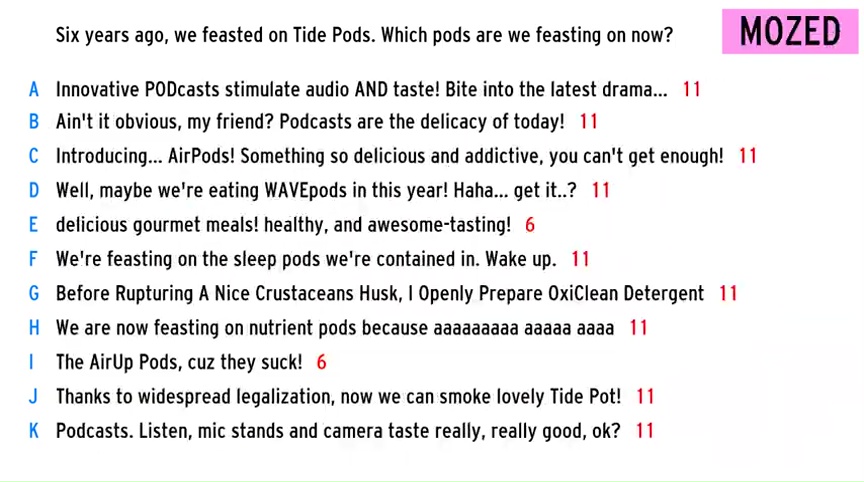 Six years ago, we feasted on Tide Pods. Which pods are we feasting on now?
MOZED
A Innovative PODcasts stimulate audio AND taste! Bite into the latest drama... 11
B Ain't it obvious, my friend? Podcasts are the delicacy of today! 11
C Introducing... AirPods! Something so delicious and addictive, you can't get enough! 11
D Well, maybe we're eating WAVEpods in this year! Haha... get it..? 11
E delicious gourmet meals! healthy, and awesome-tasting! 6
F We're feasting on the sleep pods we're contained in. Wake up. 11
G Before Rupturing A Nice Crustaceans Husk, I Openly Prepare OxiClean Detergent 11
H We are now feasting on nutrient pods because aaaaaaaaa aaaaa aaaa 11
I The AirUp Pods, cuz they suck! 6
J Thanks to widespread legalization, now we can smoke lovely Tide Pot! 11
K Podcasts. Listen, mic stands and camera taste really, really good, ok? 11